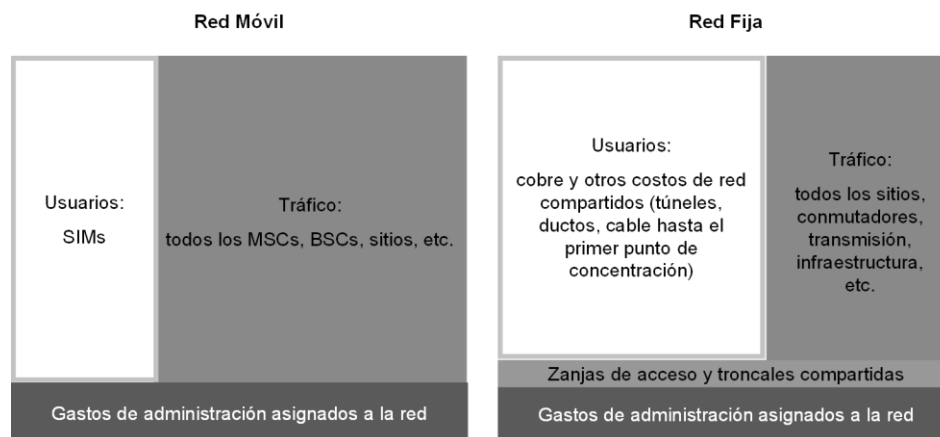 Red Móvil
Usuarios:
SIMs
Tráfico:
todos los MSCs, BSCs, sitios, etc.
Gastos de administración asignados a la red
Red Fija
Usuarios:
cobre y otros costos de red
compartidos (túneles,
ductos, cable hasta el
primer punto de
concentración)
Tráfico:
todos los sitios,
conmutadores,
transmisión,
infraestructura,
etc.
Zanjas de acceso y troncales compartidas
Gastos de administración asignados a la red